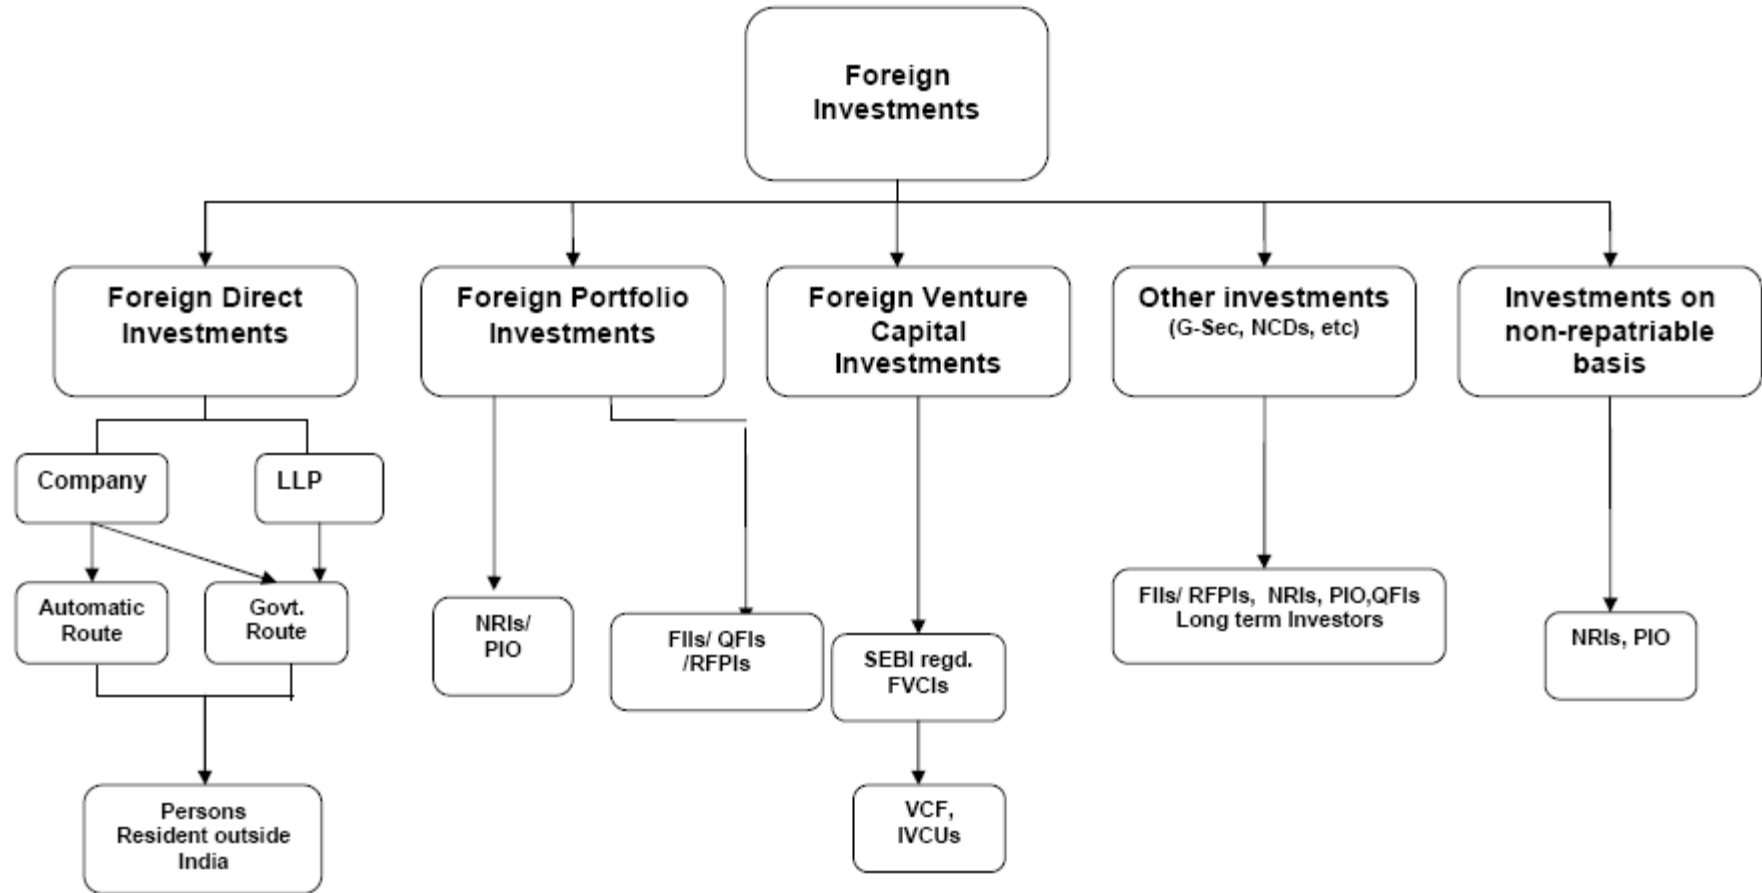 Foreign
Investments
Foreign Direct
Investments
Foreign Portfolio
Investments
Foreign Venture
Capital
Investments
Other investments
(G-Sec, NCDs, etc)
Investments on
non-repatriable
basis
Company
LLP
Automatic
Route
Govt.
Route
NRIs/
PIO
FIIs/ QFIs
/RFPIs
SEBI regd.
FVCIs
FIIs/ RFPIs, NRIs, PIO,QFIs
Long term Investors
NRIs, PIO
Persons
Resident outside
India
VCF,
IVCUs